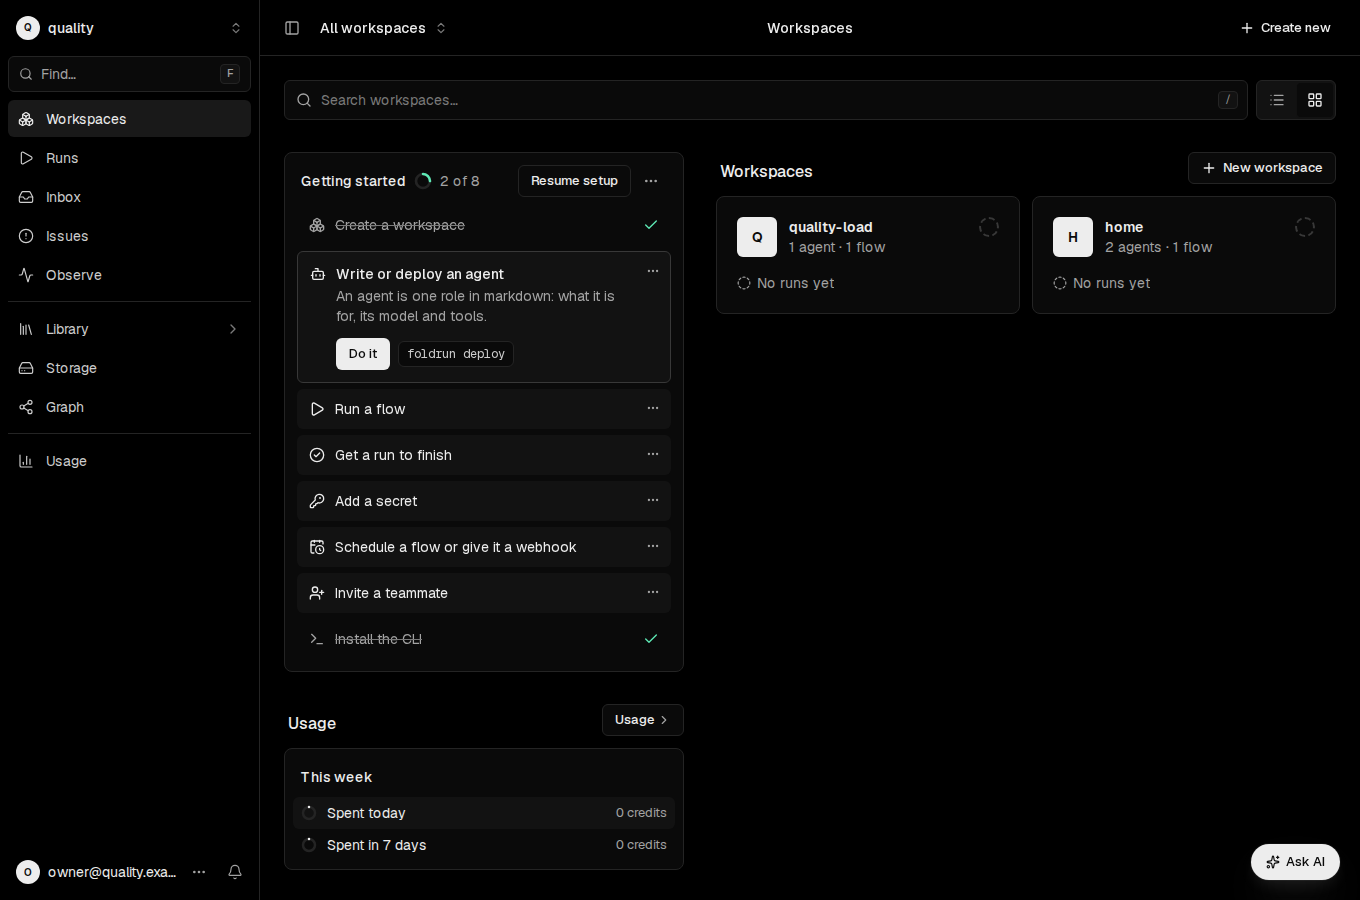 Q quality
Find… F
Workspaces
Runs
Inbox
Issues
Observe
Library
Storage
Graph
Usage
O owner@quality.exa…
All workspaces
Workspaces
Create new
Search workspaces… /
Getting started 2 of 8 Resume setup
Create a workspace
Write or deploy an agent
An agent is one role in markdown: what it is
for, its model and tools.
Do it foldrun deploy
Run a flow
Get a run to finish
Add a secret
Schedule a flow or give it a webhook
Invite a teammate
Install the CLI
Usage Usage
This week
Spent today 0 credits
Spent in 7 days 0 credits
Workspaces New workspace
Q quality-load
1 agent · 1 flow
No runs yet
H home
2 agents · 1 flow
No runs yet
Ask AI